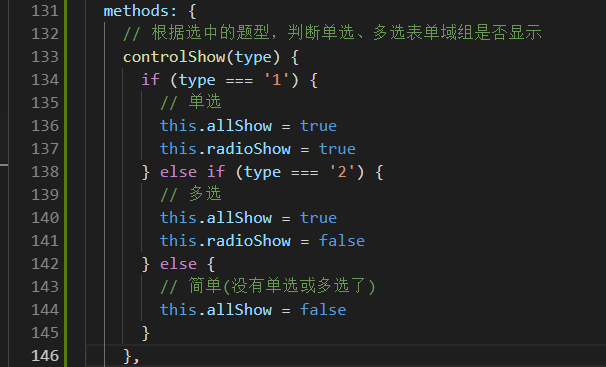 131 methods: {
132 // 根据选中的题型，判断单选、多选表单域组是否显示
133 controlShow(type) {
134 if (type === '1') {
135 // 单选
136 this.allShow = true
137 this.radioShow = true
138 } else if (type === '2') {
139 // 多选
140 this.allShow = true
141 this.radioShow = false
142 } else {
143 // 简单(没有单选或多选了)
144 this.allShow = false
145 }
146 },